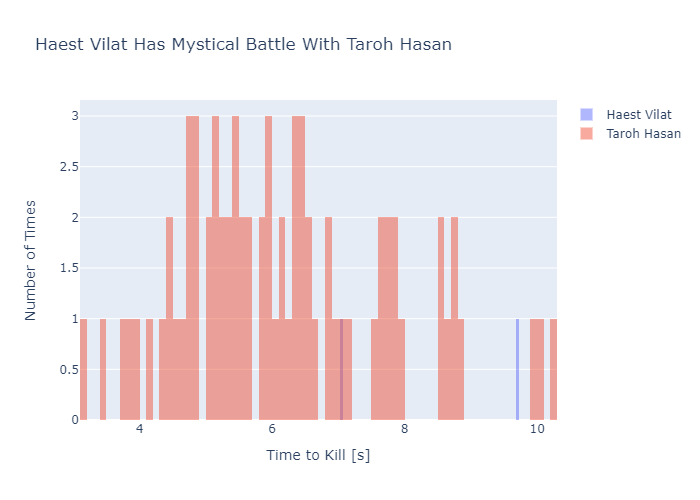 Haest Vilat Has Mystical Battle With Taroh Hasan
Haest Vilat
Taroh Hasan
Number of Times
3
2.5
2
1.5
1
0.5
0
4
6
8
10
Time to Kill [s]